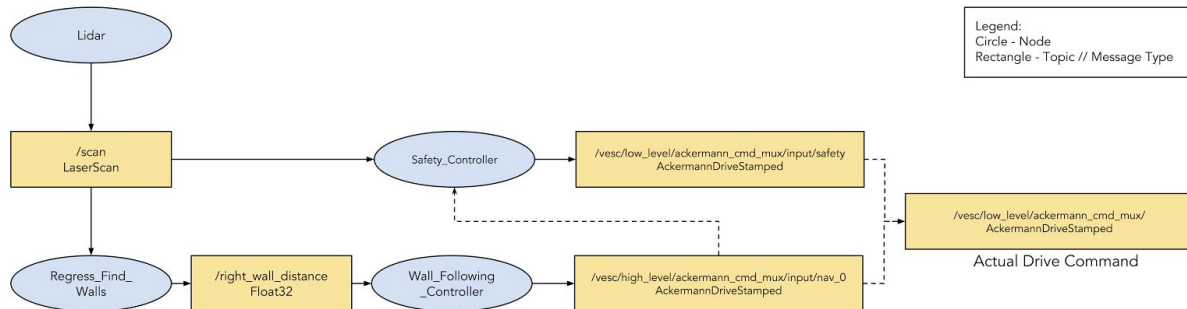 Lidar
Legend:
Circle - Node
Rectangle - Topic // Message Type
/scan
LaserScan
Safety_Controller
/vesc/low_level/ackermann_cmd_mux/input/safety
AckermannDriveStamped
/vesc/low_level/ackermann_cmd_mux/
AckermannDriveStamped
Actual Drive Command
Regress_Find_
Walls
/right_wall_distance
Float32
Wall_Following
_Controller
/vesc/high_level/ackermann_cmd_mux/input/nav_0
AckermannDriveStamped